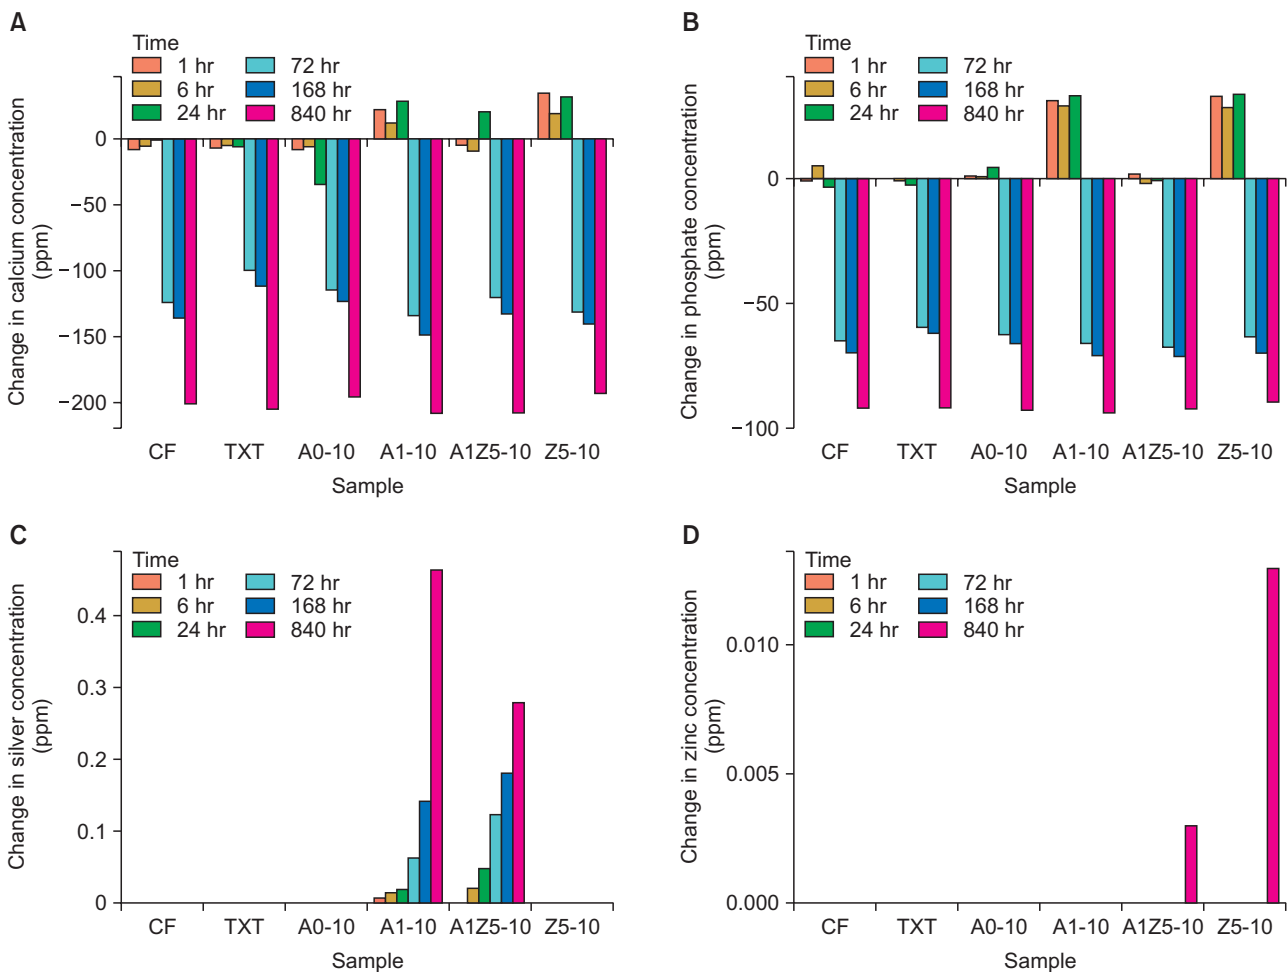 A
Time
1 hr 72 hr
6 hr 168 hr
24 hr 840 hr
Change in calcium concentration
(ppm)
0
−50
−100
−150
−200
CF TXT A0-10 A1-10 A1Z5-10 Z5-10
Sample
B
Time
1 hr 72 hr
6 hr 168 hr
24 hr 840 hr
Change in phosphate concentration
(ppm)
0
−50
−100
CF TXT A0-10 A1-10 A1Z5-10 Z5-10
Sample
C
Time
1 hr 72 hr
6 hr 168 hr
24 hr 840 hr
Change in silver concentration
(ppm)
0.4
0.3
0.2
0.1
0
CF TXT A0-10 A1-10 A1Z5-10 Z5-10
Sample
D
Time
1 hr 72 hr
6 hr 168 hr
24 hr 840 hr
Change in zinc concentration
(ppm)
0.010
0.005
0.000
CF TXT A0-10 A1-10 A1Z5-10 Z5-10
Sample